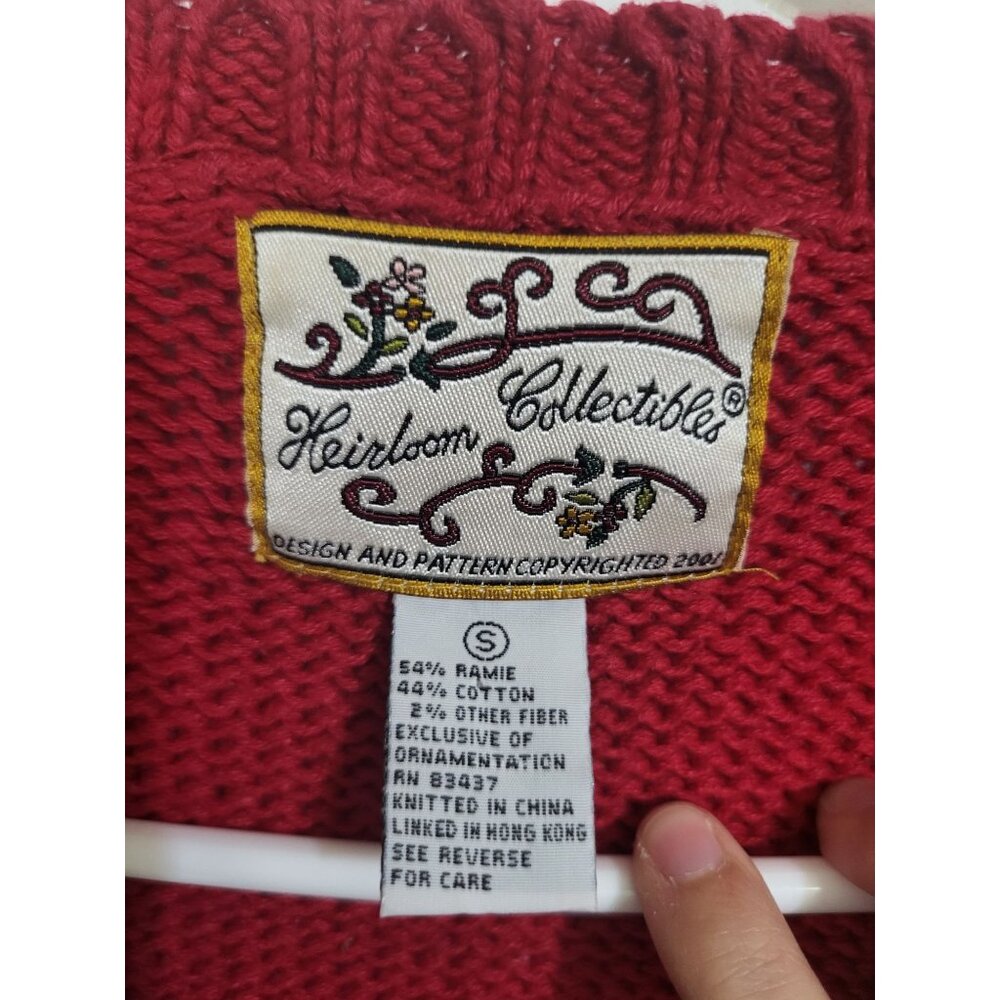 Heirloom Collectibles®
DESIGN AND PATTERN COPYRIGHTED 2001
S
54% RAMIE
44% COTTON
2% OTHER FIBER
EXCLUSIVE OF
ORNAMENTATION
RN 83437
KNITTED IN CHINA
LINKED IN HONG KONG
SEE REVERSE
FOR CARE